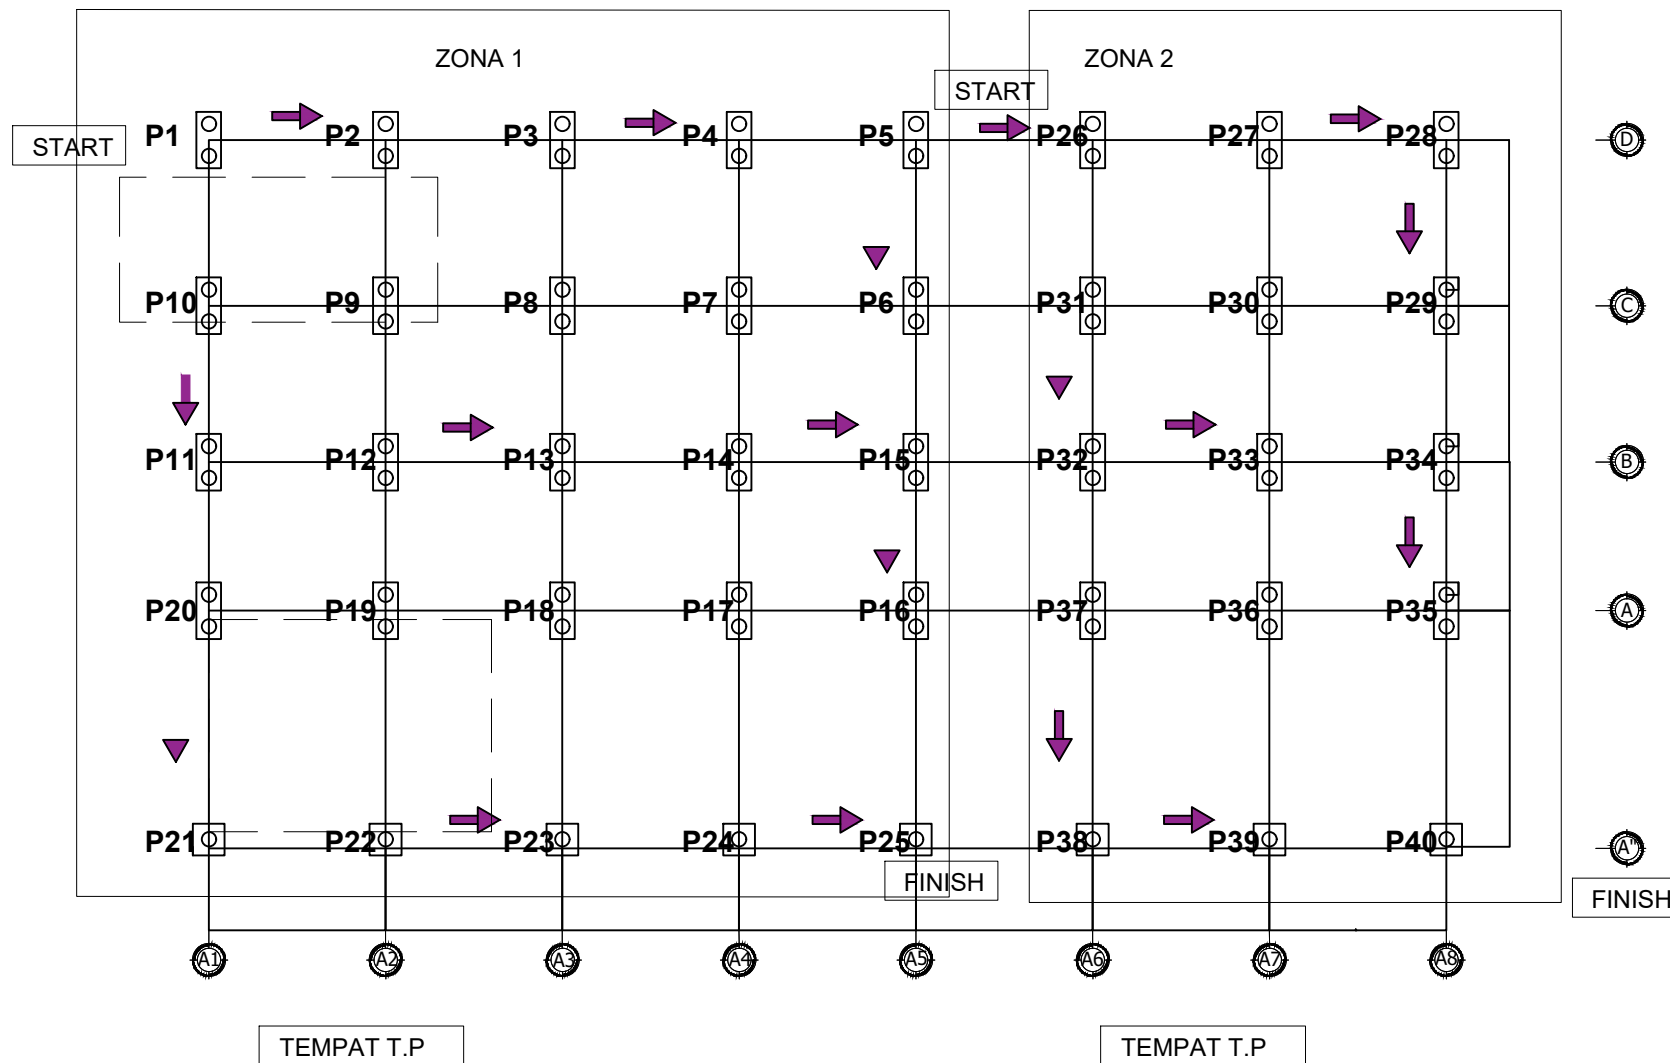 ZONA 1
ZONA 2
START
START
P1 P2 P3 P4 P5 P26 P27 P28
D
P10 P9 P8 P7 P6 P31 P30 P29
C
P11 P12 P13 P14 P15 P32 P33 P34
B
P20 P19 P18 P17 P16 P37 P36 P35
A
P21 P22 P23 P24 P25 P38 P39 P40
A"
FINISH
FINISH
A1 A2 A3 A4 A5 A6 A7 A8
TEMPAT T.P
TEMPAT T.P